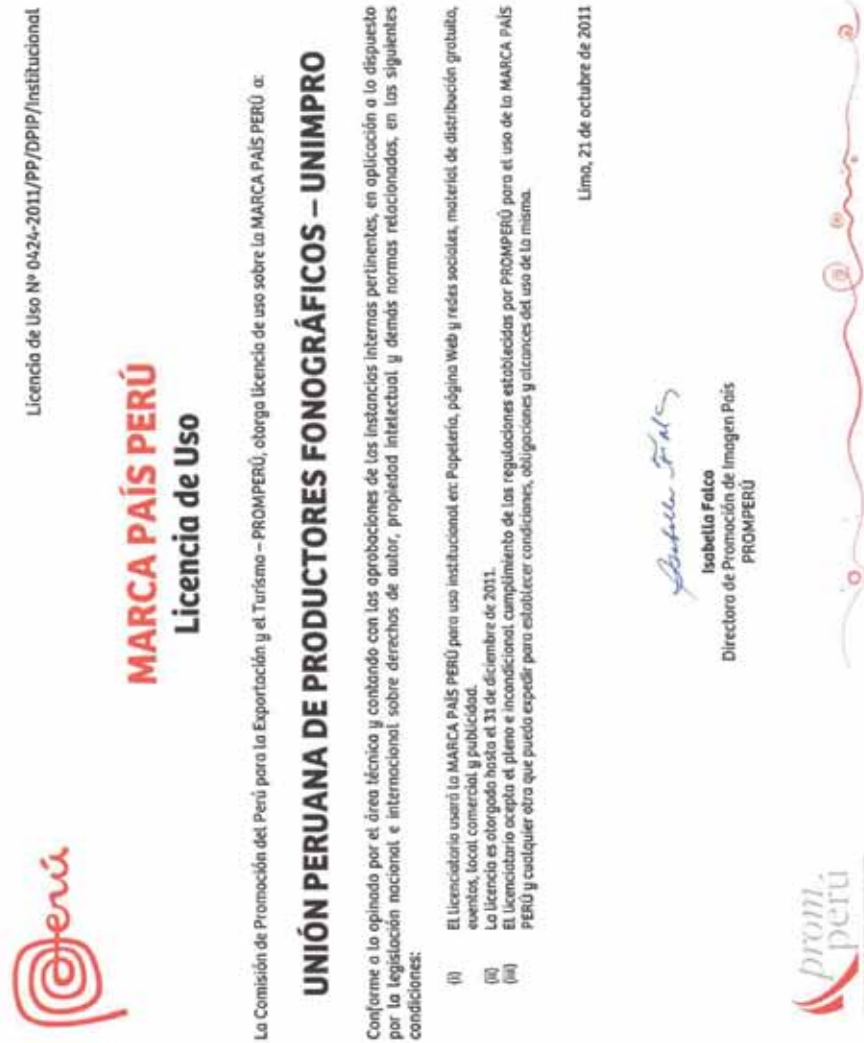 Licencia de Uso Nº 0424-2011/PP/DPIP/Institucional
Perú
MARCA PAÍS PERÚ
Licencia de Uso
La Comisión de Promoción del Perú para la Exportación y el Turismo – PROMPERÚ, otorga licencia de uso sobre la MARCA PAÍS PERÚ a:
UNIÓN PERUANA DE PRODUCTORES FONOGRÁFICOS – UNIMPRO
Conforme a lo opinado por el área técnica y contando con las aprobaciones de las instancias internas pertinentes, en aplicación a lo dispuesto
por la legislación nacional e internacional sobre derechos de autor, propiedad intelectual y demás normas relacionadas, en las siguientes
condiciones:
(i) El licenciatario usará la MARCA PAÍS PERÚ para uso institucional en: Papelería, página Web y redes sociales, material de distribución gratuito,
eventos, local comercial y publicidad.
(ii) La licencia es otorgada hasta el 31 de diciembre de 2011.
(iii) El licenciatario acepta el pleno e incondicional cumplimiento de las regulaciones establecidas por PROMPERÚ para el uso de la MARCA PAÍS
PERÚ y cualquier otra que pueda expedir para establecer condiciones, obligaciones y alcances del uso de la misma.
Lima, 21 de octubre de 2011
Isabella Falco
Isabella Falco
Directora de Promoción de Imagen País
PROMPERÚ
prom.
perú